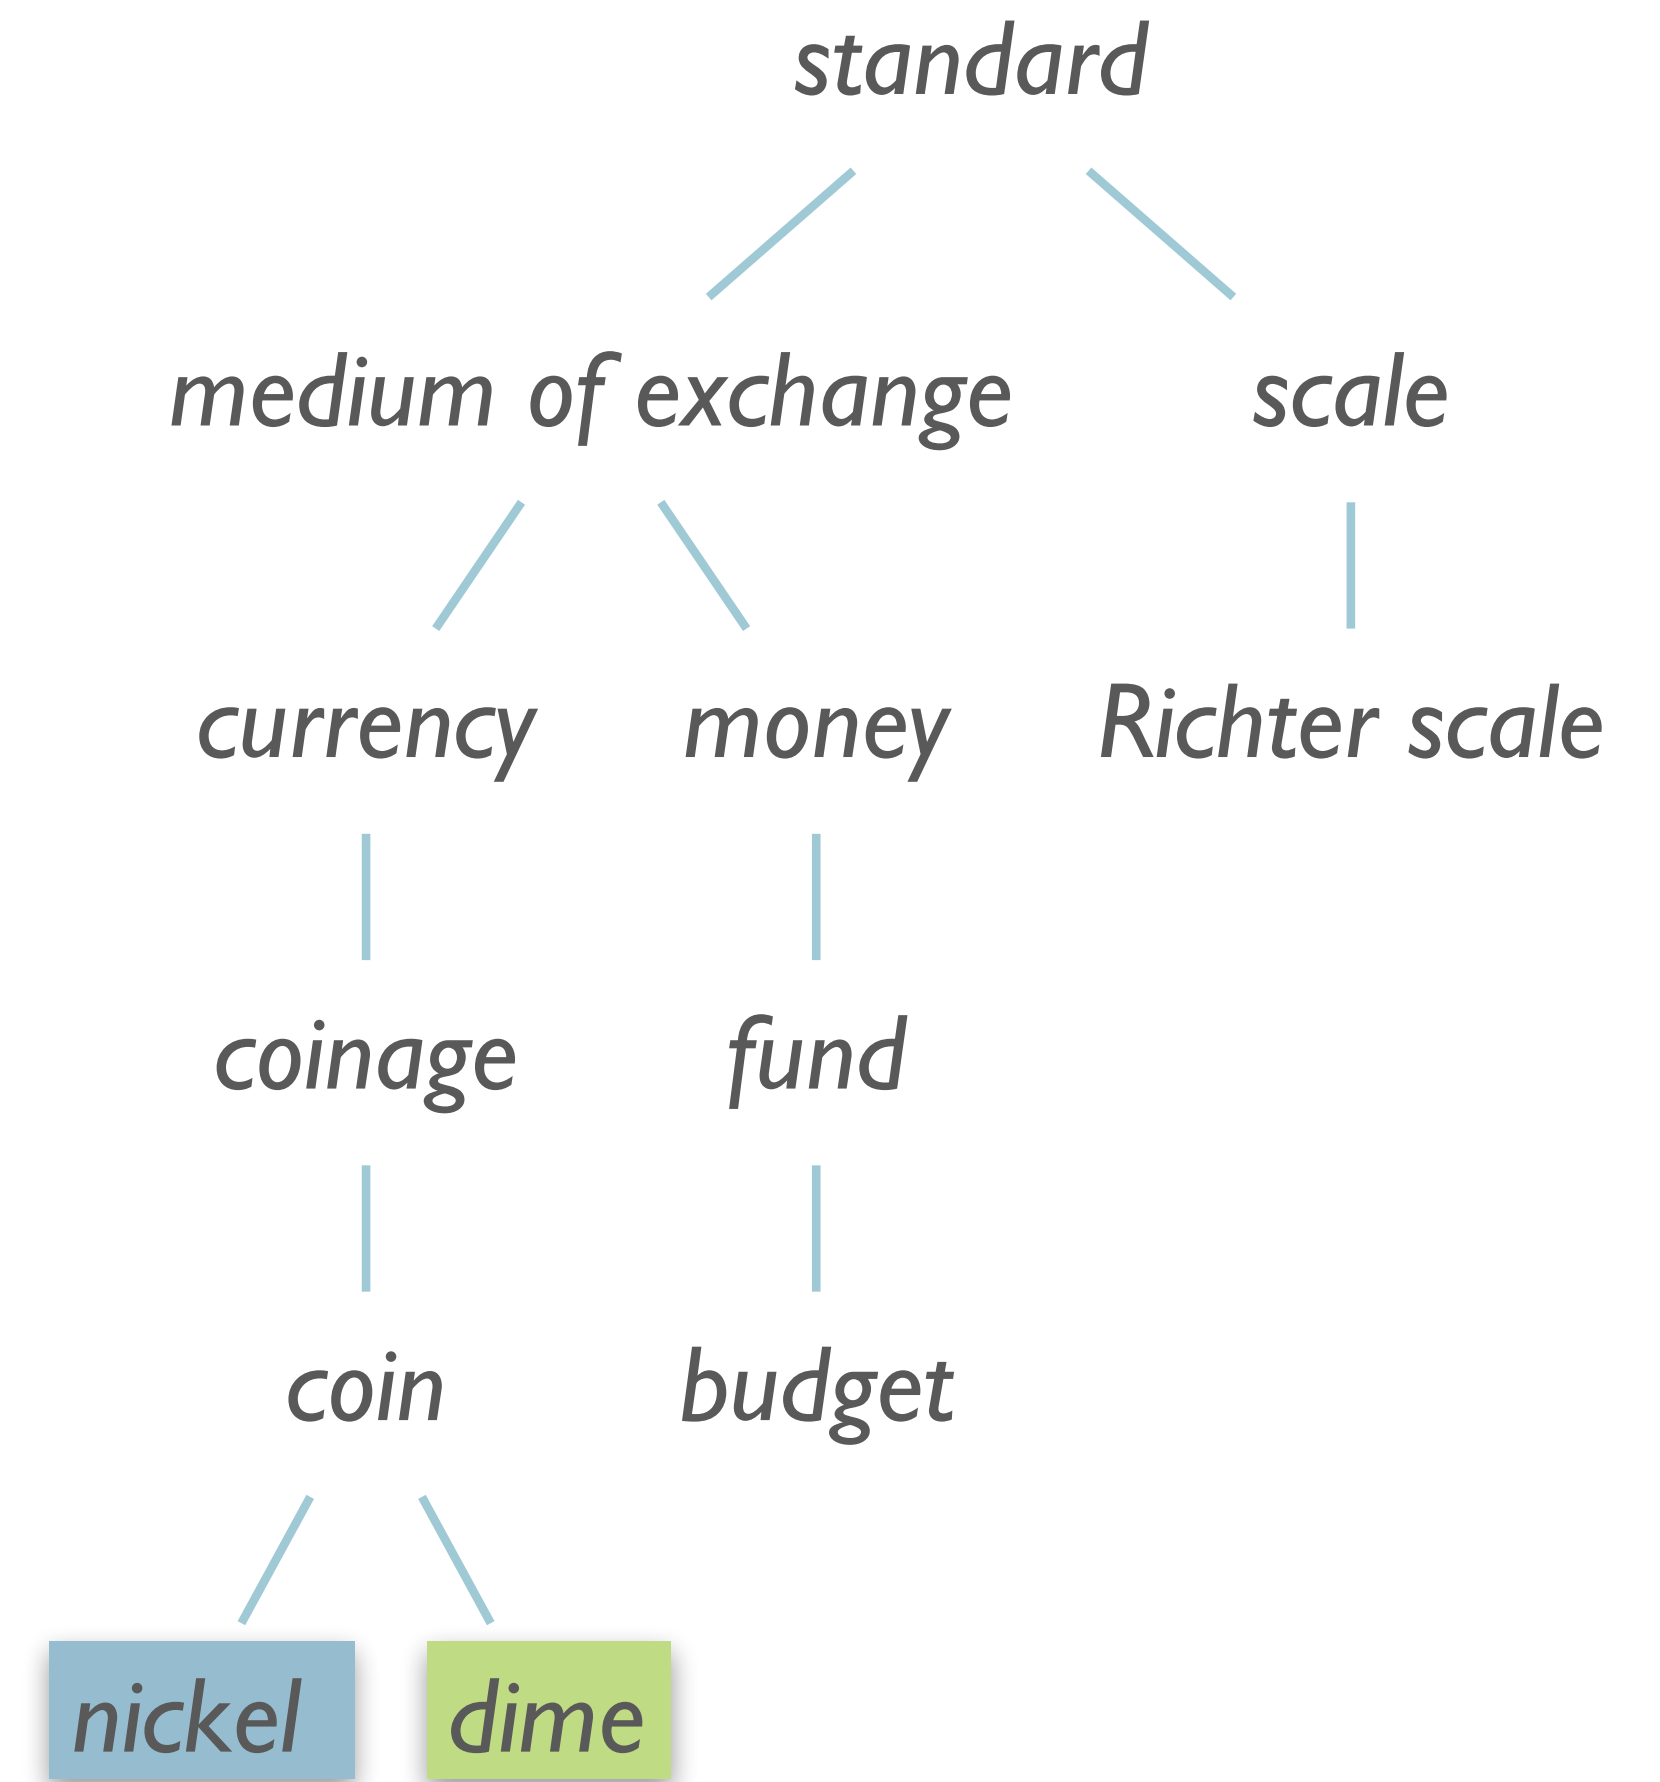 standard
medium of exchange
scale
currency
money
Richter scale
coinage
fund
coin
budget
nickel
dime